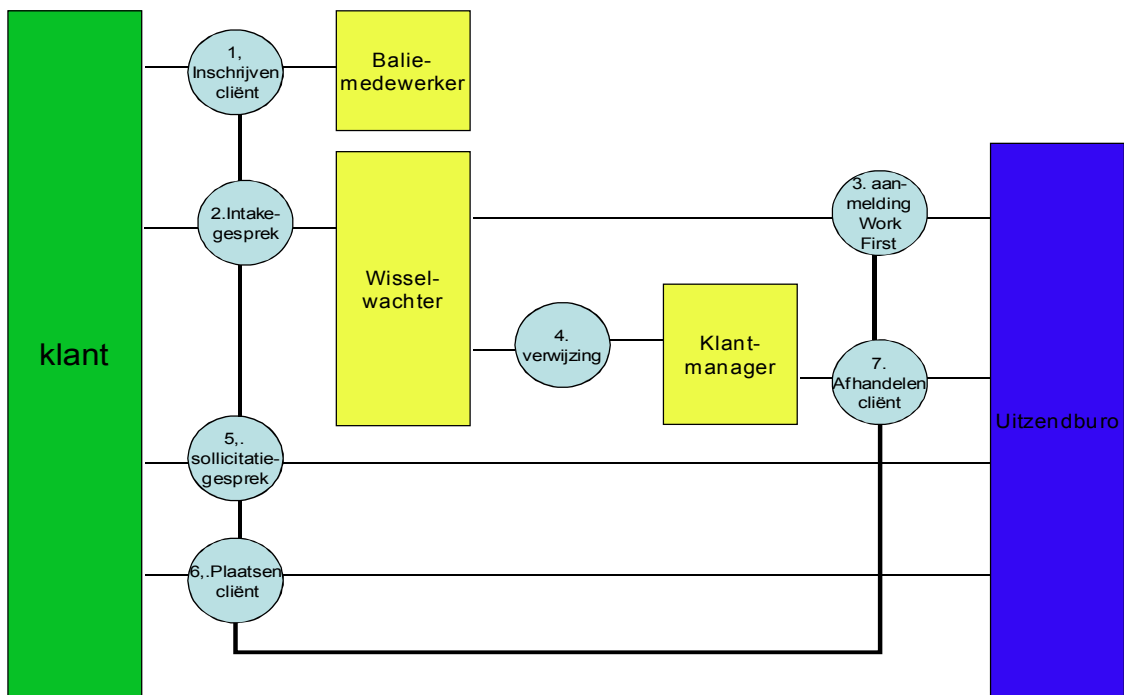 klant
1,
Inschrijven
cliënt
Balie-
medewerker
2.Intake-
gesprek
Wissel-
wachter
3. aan-
melding
Work
First
4.
verwijzing
Klant-
manager
7.
Afhandelen
cliënt
Uitzendburo
5,.
sollicitatie-
gesprek
6,.Plaatsen
cliënt